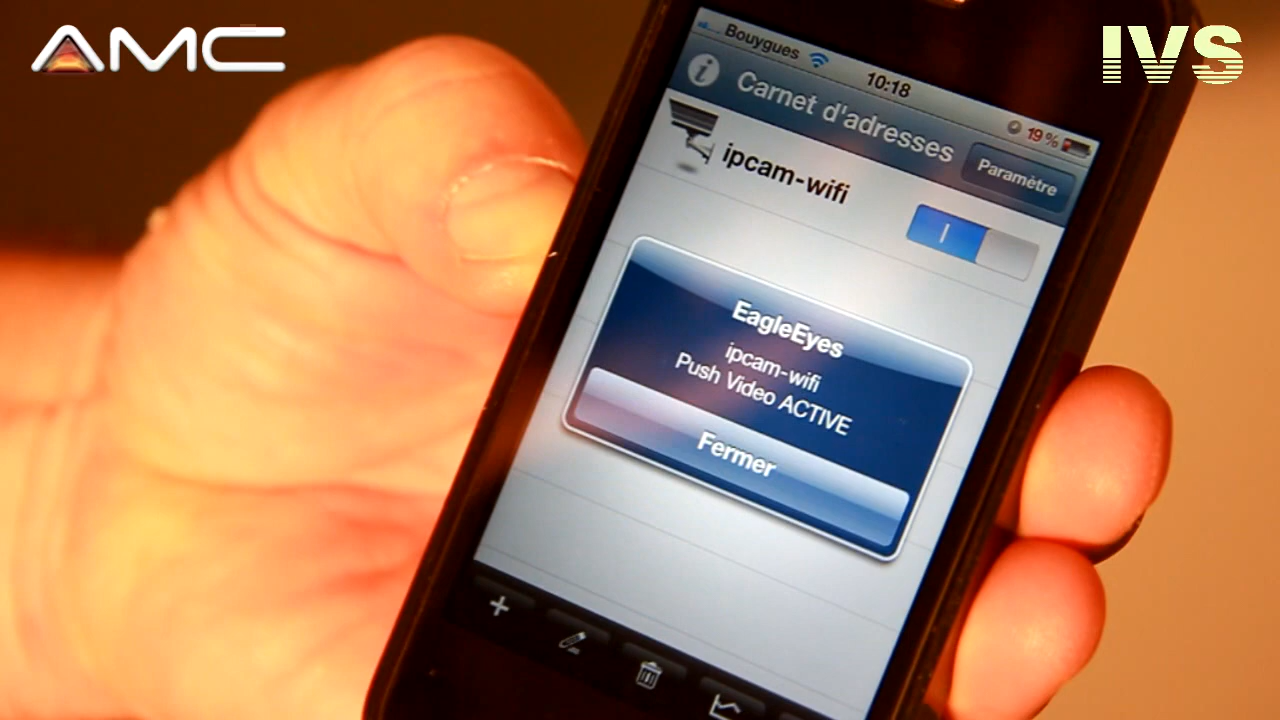 AMC
IVS
Bouygues 10:18 19%
Carnet d'adresses
Paramètre
ipcam-wifi
EagleEyes
ipcam-wifi
Push Video ACTIVE
Fermer